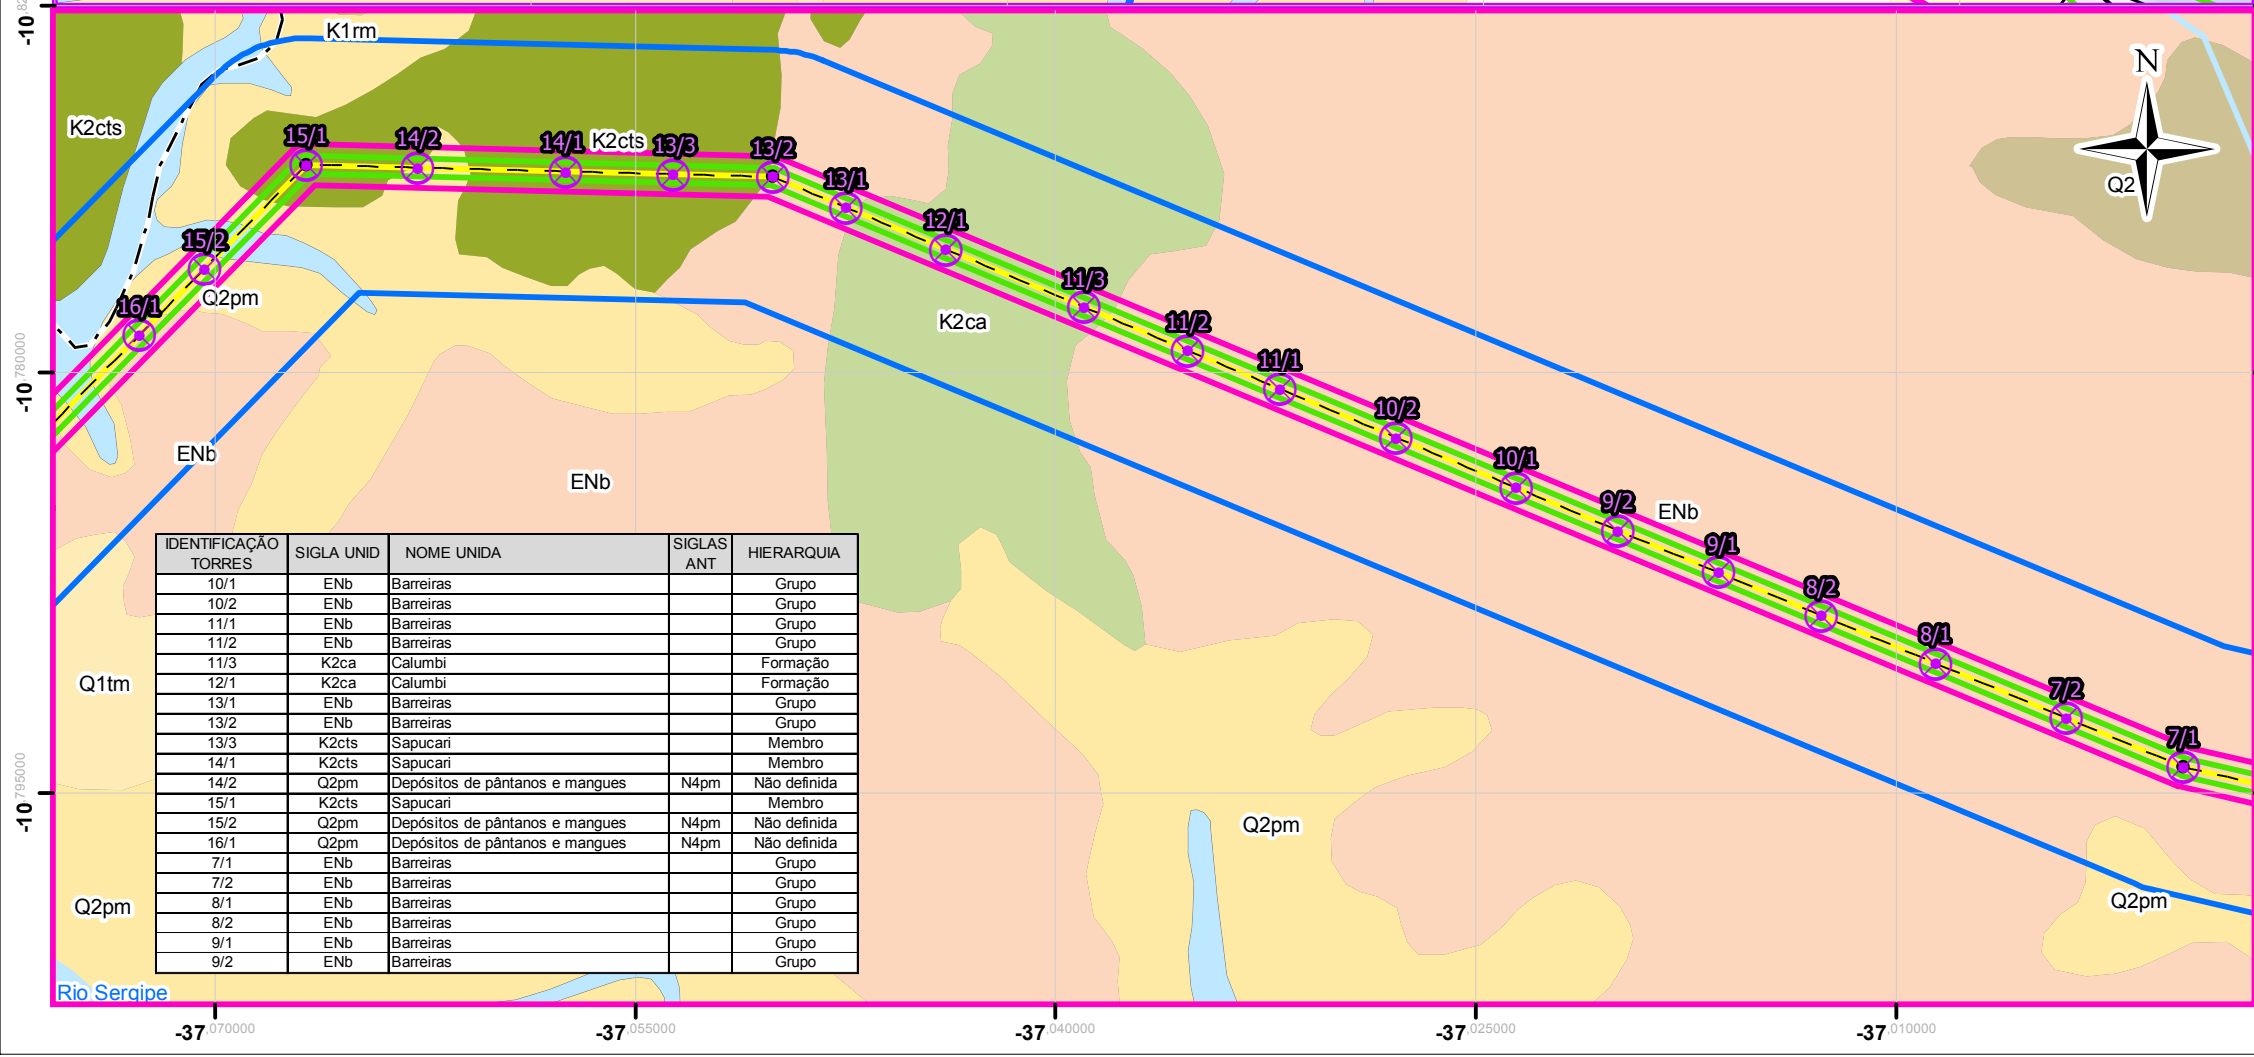 -10,82
K1rm
N
K2cts
15/1
14/2
14/1
K2cts
13/3
13/2
13/1
Q2
12/1
15/2
Q2pm
11/3
16/1
K2ca
11/2
-10,780000
11/1
10/2
ENb
10/1
ENb
9/2
ENb
9/1
8/2
8/1
7/2
7/1
Q1tm
IDENTIFICAÇÃO TORRES SIGLA UNID NOME UNIDA SIGLAS ANT HIERARQUIA
10/1 ENb Barreiras Grupo
10/2 ENb Barreiras Grupo
11/1 ENb Barreiras Grupo
11/2 ENb Barreiras Grupo
11/3 K2ca Calumbi Formação
12/1 K2ca Calumbi Formação
13/1 ENb Barreiras Grupo
13/2 ENb Barreiras Grupo
13/3 K2cts Sapucari Membro
14/1 K2cts Sapucari Membro
14/2 Q2pm Depósitos de pântanos e mangues N4pm Não definida
15/1 K2cts Sapucari Membro
15/2 Q2pm Depósitos de pântanos e mangues N4pm Não definida
16/1 Q2pm Depósitos de pântanos e mangues N4pm Não definida
7/1 ENb Barreiras Grupo
7/2 ENb Barreiras Grupo
8/1 ENb Barreiras Grupo
8/2 ENb Barreiras Grupo
9/1 ENb Barreiras Grupo
9/2 ENb Barreiras Grupo
-10,795000
Q2pm
Q2pm
Q2pm
Rio Sergipe
-37,070000 -37,055000 -37,040000 -37,025000 -37,010000